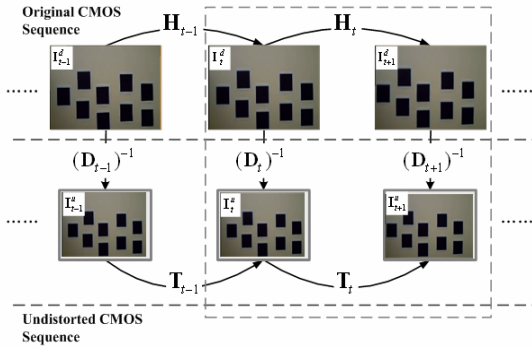 Original CMOS
Sequence
H_{t-1} H_t
I^d_{t-1} I^d_t I^d_{t+1}
...... ......
(D_{t-1})^{-1} (D_t)^{-1} (D_{t+1})^{-1}
I^u_{t-1} I^u_t I^u_{t+1}
...... ......
T_{t-1} T_t
Undistorted CMOS
Sequence